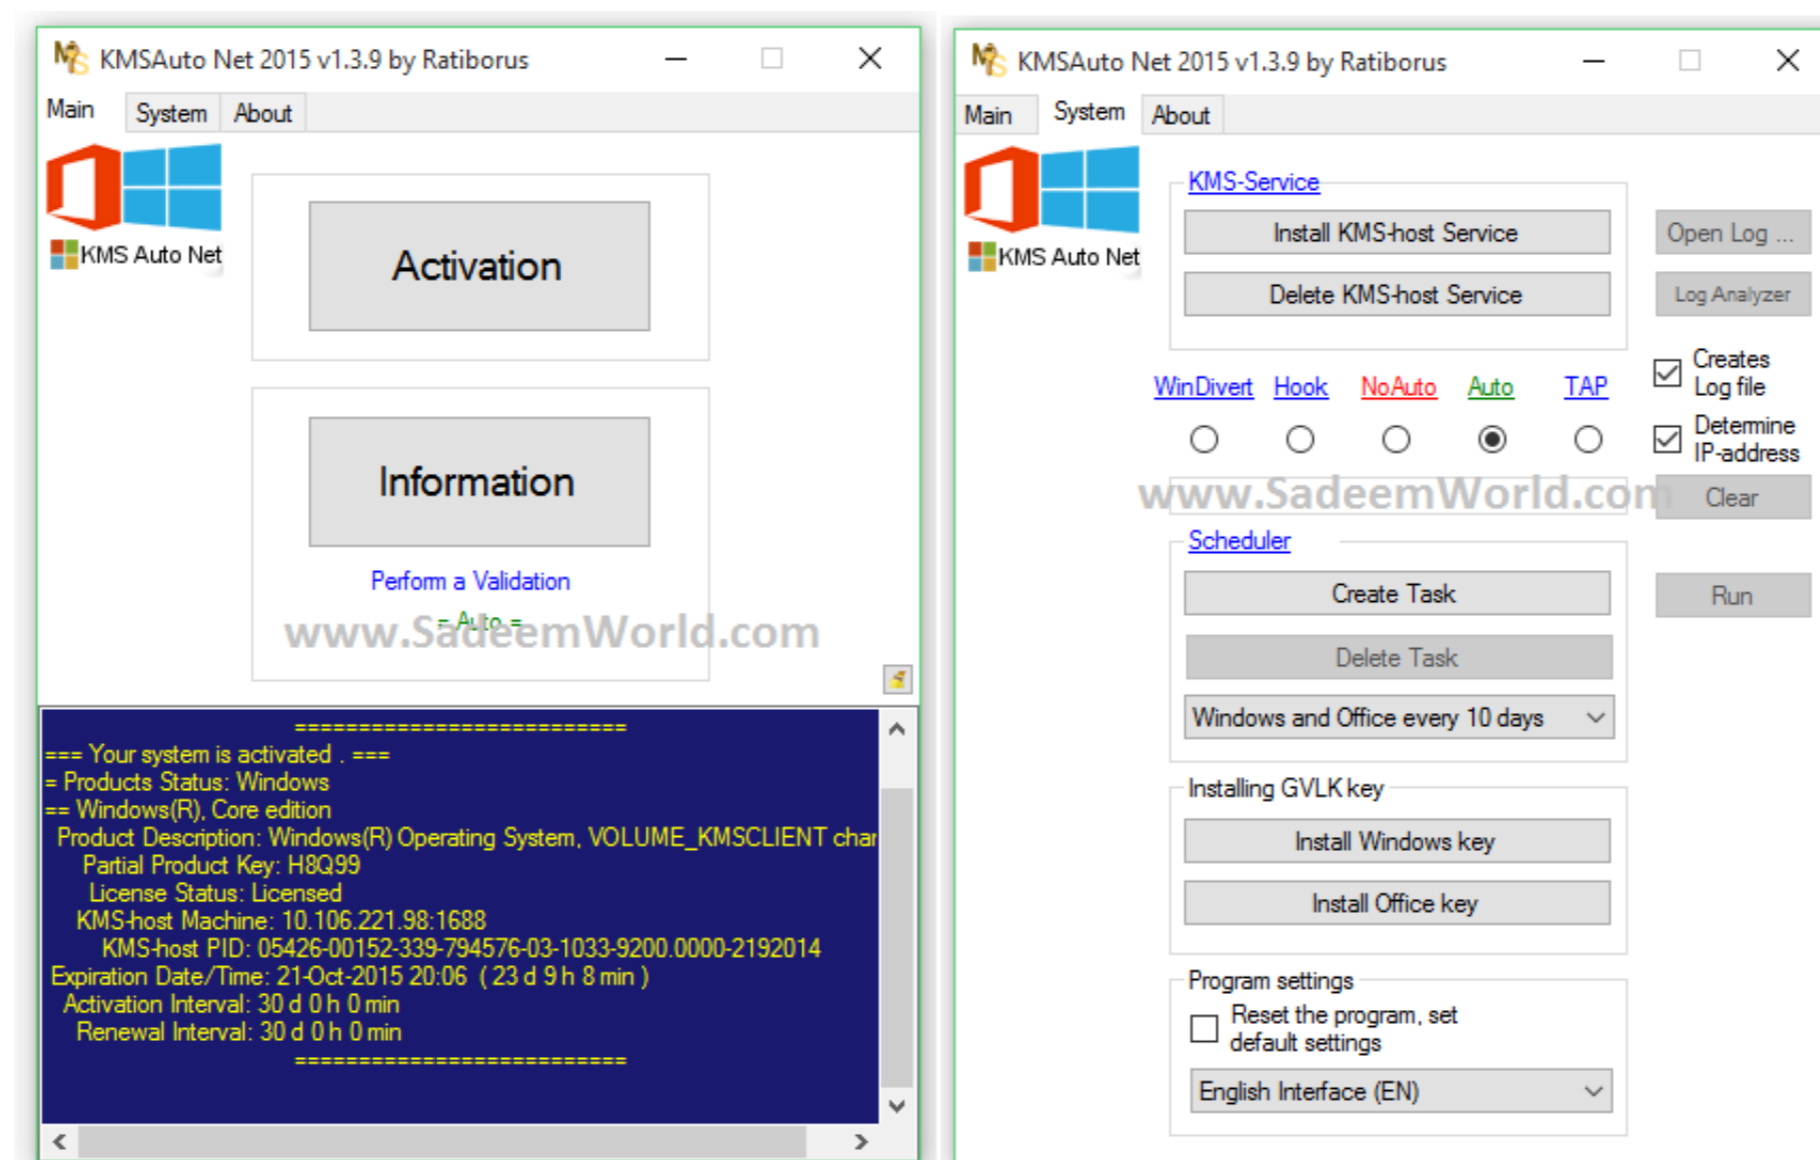 KMSAuto Net 2015 v1.3.9 by Ratiborus
Main System About
KMS Auto Net
Activation
Information
Perform a Validation
= Auto =
www.SadeemWorld.com
==========================
=== Your system is activated . ===
= Products Status: Windows
== Windows(R), Core edition
Product Description: Windows(R) Operating System, VOLUME_KMSCLIENT char
Partial Product Key: H8Q99
License Status: Licensed
KMS-host Machine: 10.106.221.98:1688
KMS-host PID: 05426-00152-339-794576-03-1033-9200.0000-2192014
Expiration Date/Time: 21-Oct-2015 20:06 ( 23 d 9 h 8 min )
Activation Interval: 30 d 0 h 0 min
Renewal Interval: 30 d 0 h 0 min
==========================
KMSAuto Net 2015 v1.3.9 by Ratiborus
Main System About
KMS Auto Net
KMS-Service
Install KMS-host Service
Delete KMS-host Service
Open Log ...
Log Analyzer
Creates
Log file
WinDivert Hook NoAuto Auto TAP
Determine
IP-address
www.SadeemWorld.com
Clear
Scheduler
Create Task
Run
Delete Task
Windows and Office every 10 days
Installing GVLK key
Install Windows key
Install Office key
Program settings
Reset the program, set
default settings
English Interface (EN)